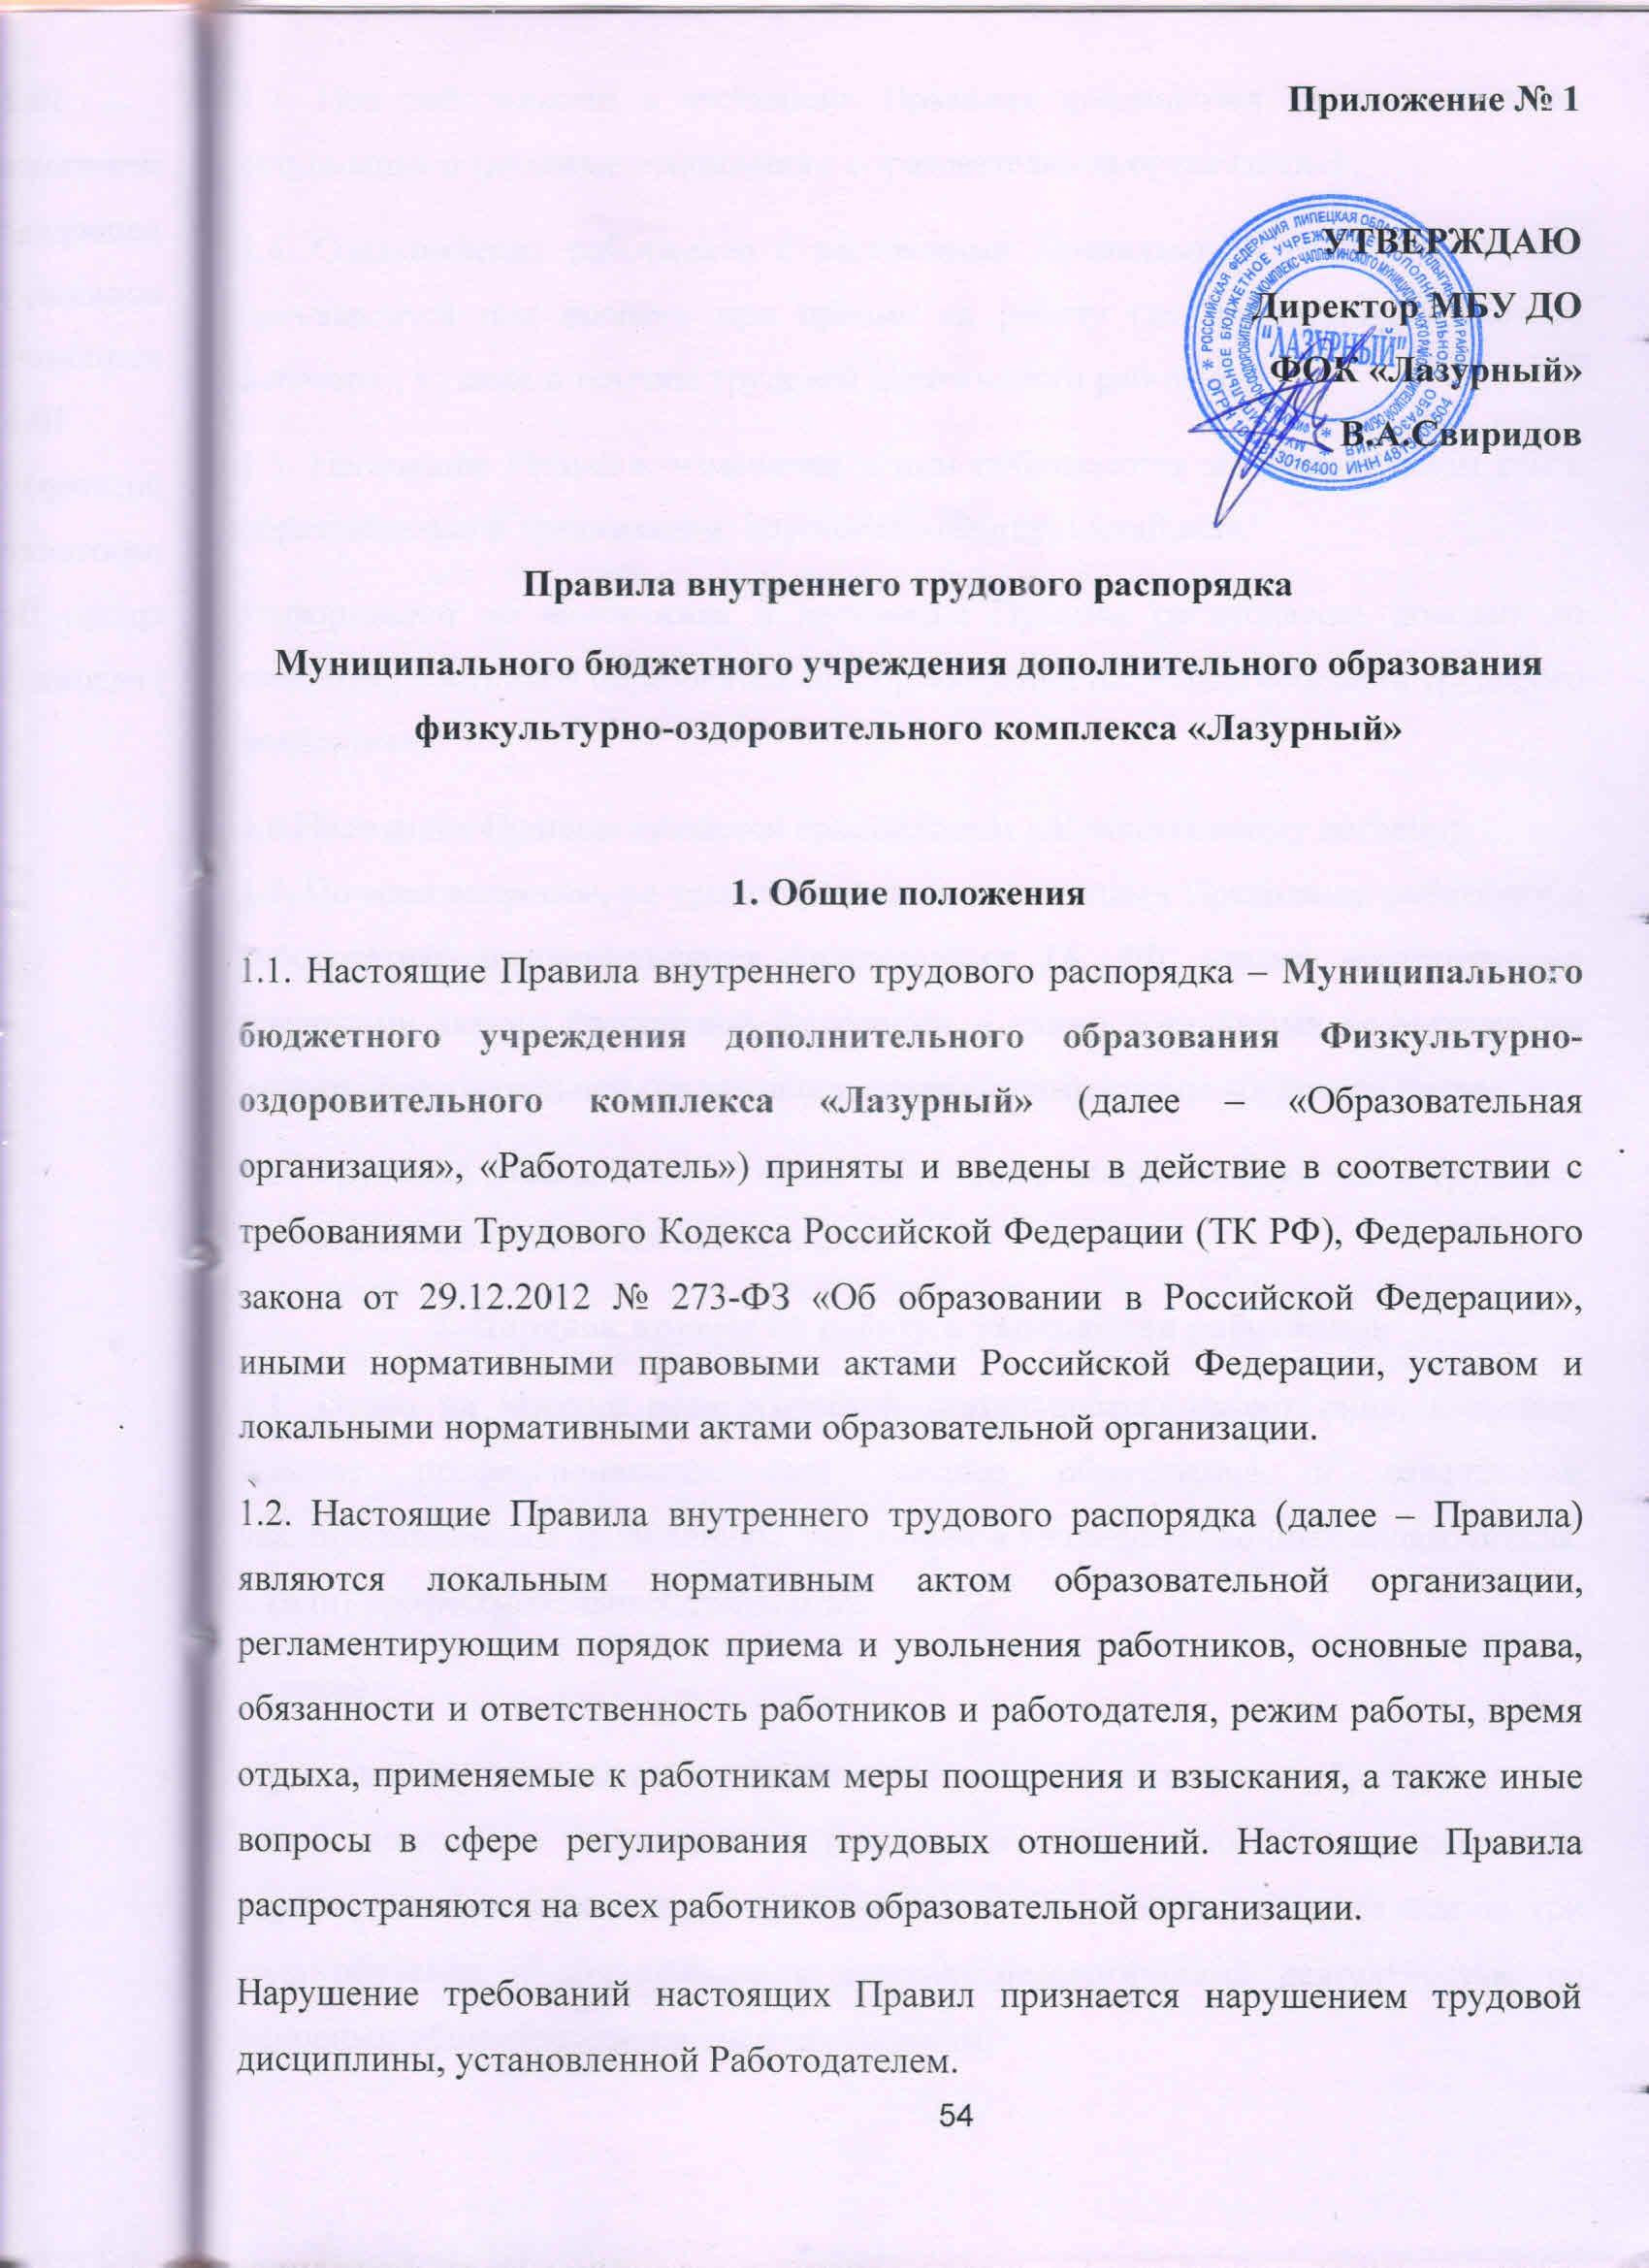 Приложение № 1
УТВЕРЖДАЮ
Директор МБУ ДО
ФОК «Лазурный»
В.А.Свиридов
РОССИЙСКАЯ ФЕДЕРАЦИЯ ЛИПЕЦКАЯ ОБЛАСТЬ
"ЛАЗУРНЫЙ"
Правила внутреннего трудового распорядка
Муниципального бюджетного учреждения дополнительного образования
физкультурно-оздоровительного комплекса «Лазурный»
1. Общие положения
1.1. Настоящие Правила внутреннего трудового распорядка – Муниципального
бюджетного учреждения дополнительного образования Физкультурно-
оздоровительного комплекса «Лазурный» (далее – «Образовательная
организация», «Работодатель») приняты и введены в действие в соответствии с
требованиями Трудового Кодекса Российской Федерации (ТК РФ), Федерального
закона от 29.12.2012 № 273-ФЗ «Об образовании в Российской Федерации»,
иными нормативными правовыми актами Российской Федерации, уставом и
локальными нормативными актами образовательной организации.
1.2. Настоящие Правила внутреннего трудового распорядка (далее – Правила)
являются локальным нормативным актом образовательной организации,
регламентирующим порядок приема и увольнения работников, основные права,
обязанности и ответственность работников и работодателя, режим работы, время
отдыха, применяемые к работникам меры поощрения и взыскания, а также иные
вопросы в сфере регулирования трудовых отношений. Настоящие Правила
распространяются на всех работников образовательной организации.
Нарушение требований настоящих Правил признается нарушением трудовой
дисциплины, установленной Работодателем.
54